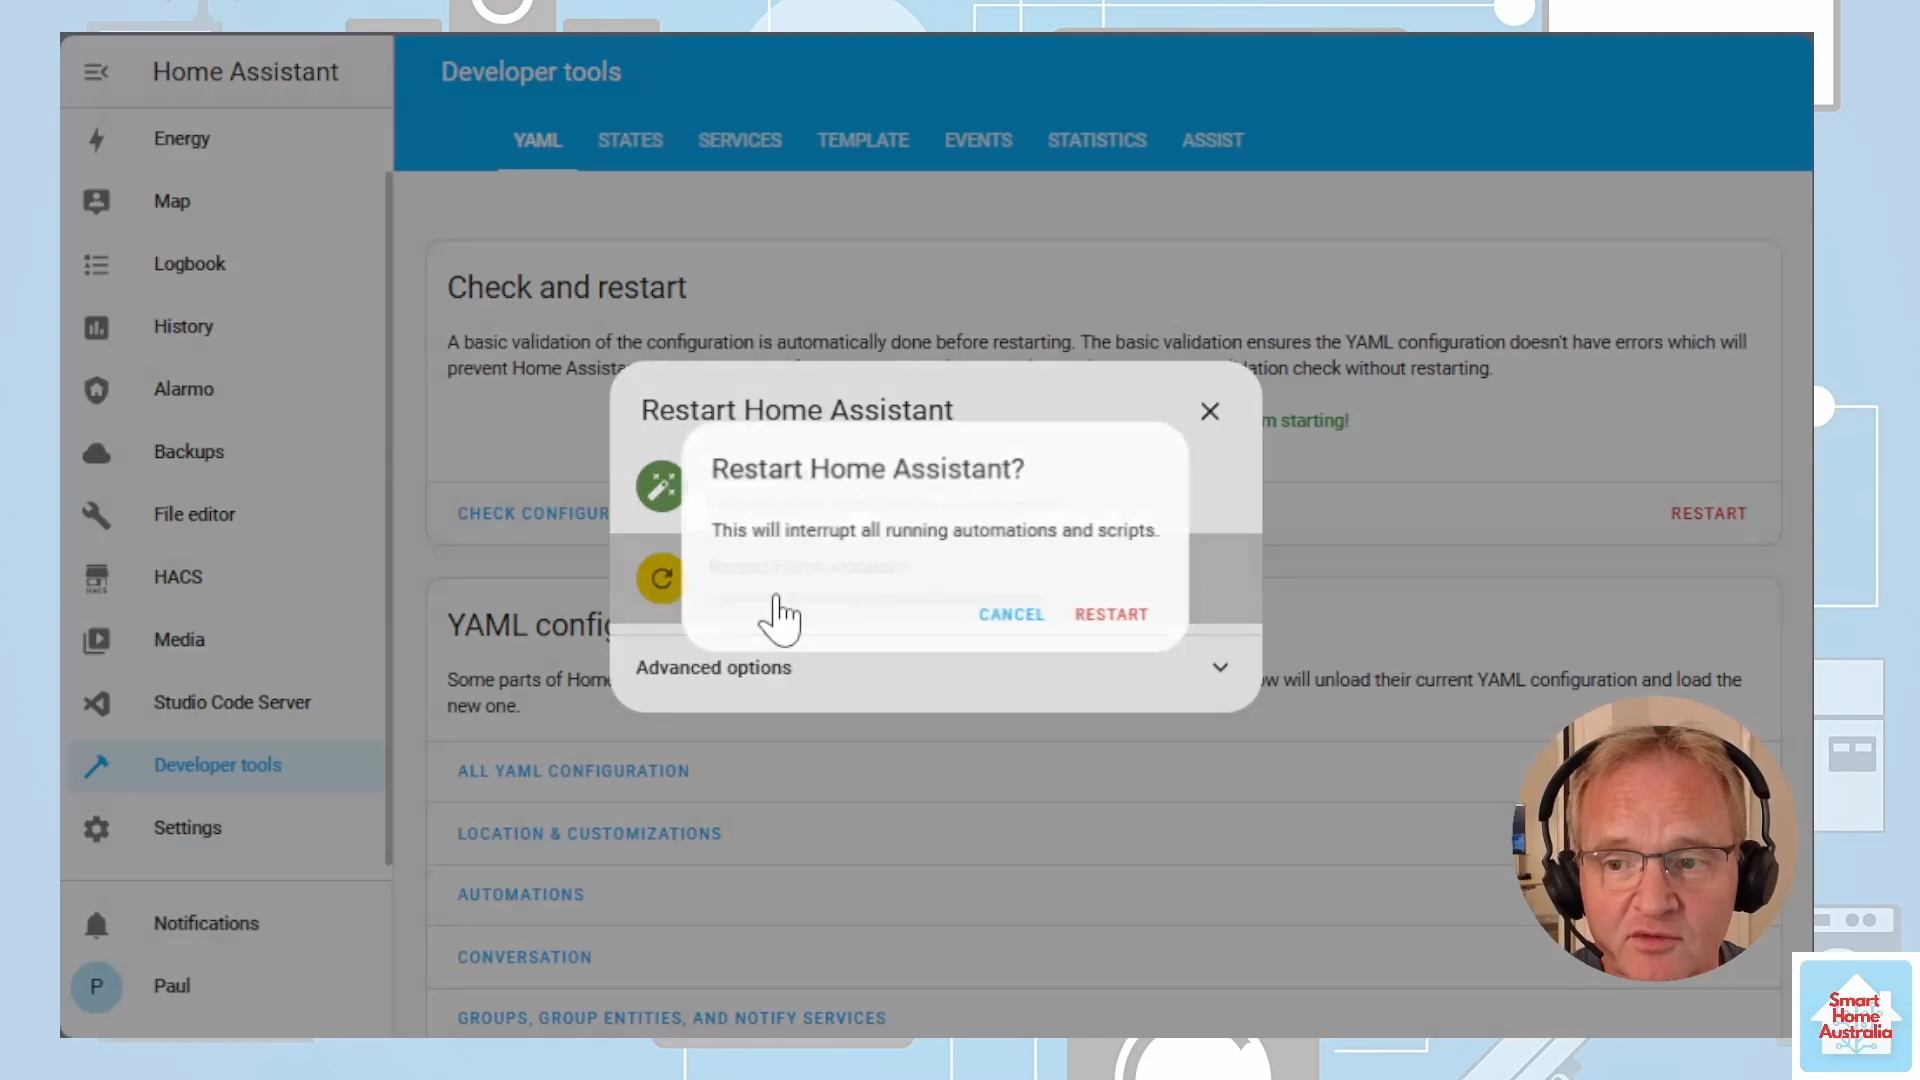 Home Assistant
Developer tools
YAML STATES SERVICES TEMPLATE EVENTS STATISTICS ASSIST
Energy
Map
Logbook
History
Alarmo
Backups
File editor
HACS
HACS
Media
Studio Code Server
Developer tools
Settings
Notifications
P
Paul
Check and restart
A basic validation of the configuration is automatically done before restarting. The basic validation ensures the YAML configuration doesn't have errors which will
prevent Home Assista
ation check without restarting.
m starting!
CHECK CONFIGUR
RESTART
Restart Home Assistant
Restart Home Assistant?
This will interrupt all running automations and scripts.
Restart Home Assistant
CANCEL RESTART
Advanced options
YAML config
Some parts of Home
ow will unload their current YAML configuration and load the
new one.
ALL YAML CONFIGURATION
LOCATION & CUSTOMIZATIONS
AUTOMATIONS
CONVERSATION
GROUPS, GROUP ENTITIES, AND NOTIFY SERVICES
Smart
Home
Australia